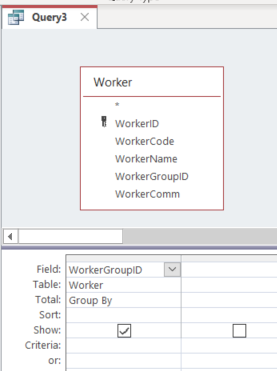 Query3
Worker
*
WorkerID
WorkerCode
WorkerName
WorkerGroupID
WorkerComm
Field: WorkerGroupID
Table: Worker
Total: Group By
Sort:
Show:
Criteria:
or: